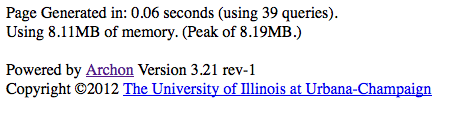 Page Generated in: 0.06 seconds (using 39 queries).
Using 8.11MB of memory. (Peak of 8.19MB.)
Powered by Archon Version 3.21 rev-1
Copyright ©2012 The University of Illinois at Urbana-Champaign